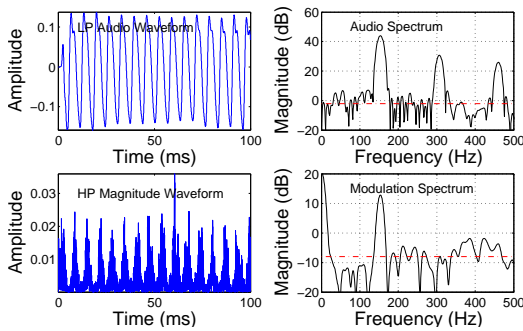 LP Audio Waveform
0.1
0
−0.1
Amplitude
0 50 100
Time (ms)
Audio Spectrum
60
40
20
0
−20
Magnitude (dB)
0 100 200 300 400 500
Frequency (Hz)
HP Magnitude Waveform
0.03
0.02
0.01
Amplitude
0 50 100
Time (ms)
Modulation Spectrum
20
10
0
−10
−20
Magnitude (dB)
0 100 200 300 400 500
Frequency (Hz)